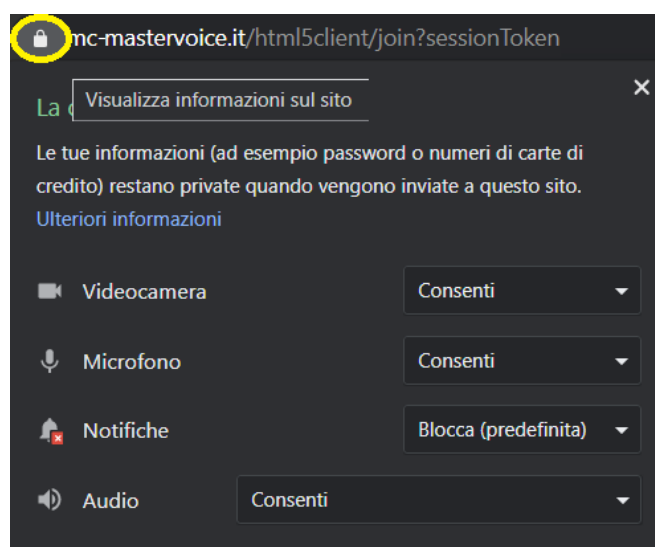 mc-mastervoice.it/html5client/join?sessionToken
La
Visualizza informazioni sul sito
Le tue informazioni (ad esempio password o numeri di carte di
credito) restano private quando vengono inviate a questo sito.
Ulteriori informazioni
Videocamera Consenti
Microfono Consenti
Notifiche Blocca (predefinita)
Audio Consenti